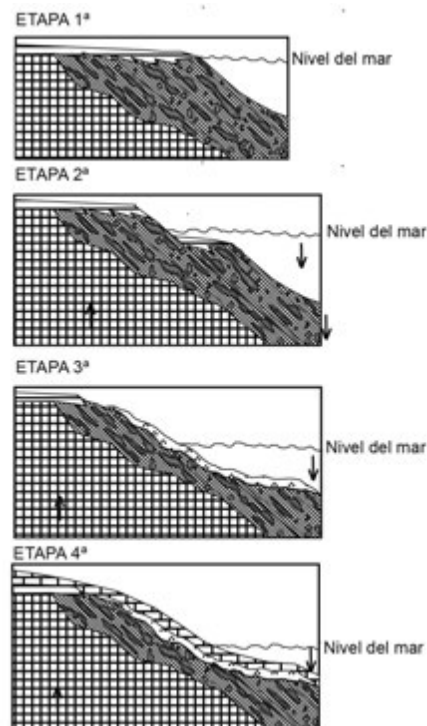 ETAPA 1ª
Nivel del mar
ETAPA 2ª
Nivel del mar
ETAPA 3ª
Nivel del mar
ETAPA 4ª
Nivel del mar